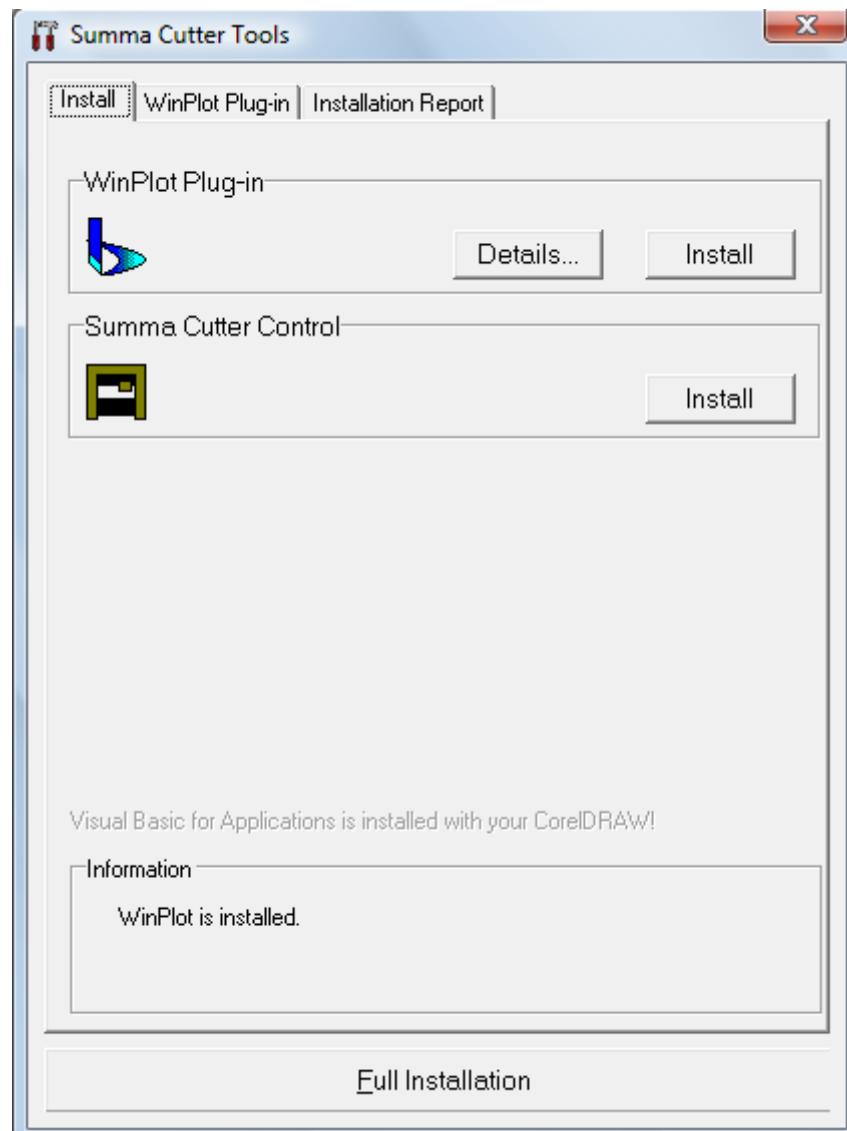 Summa Cutter Tools
Install WinPlot Plug-in Installation Report
WinPlot Plug-in
Details... Install
Summa Cutter Control
Install
Visual Basic for Applications is installed with your CorelDRAW!
Information
WinPlot is installed.
Full Installation